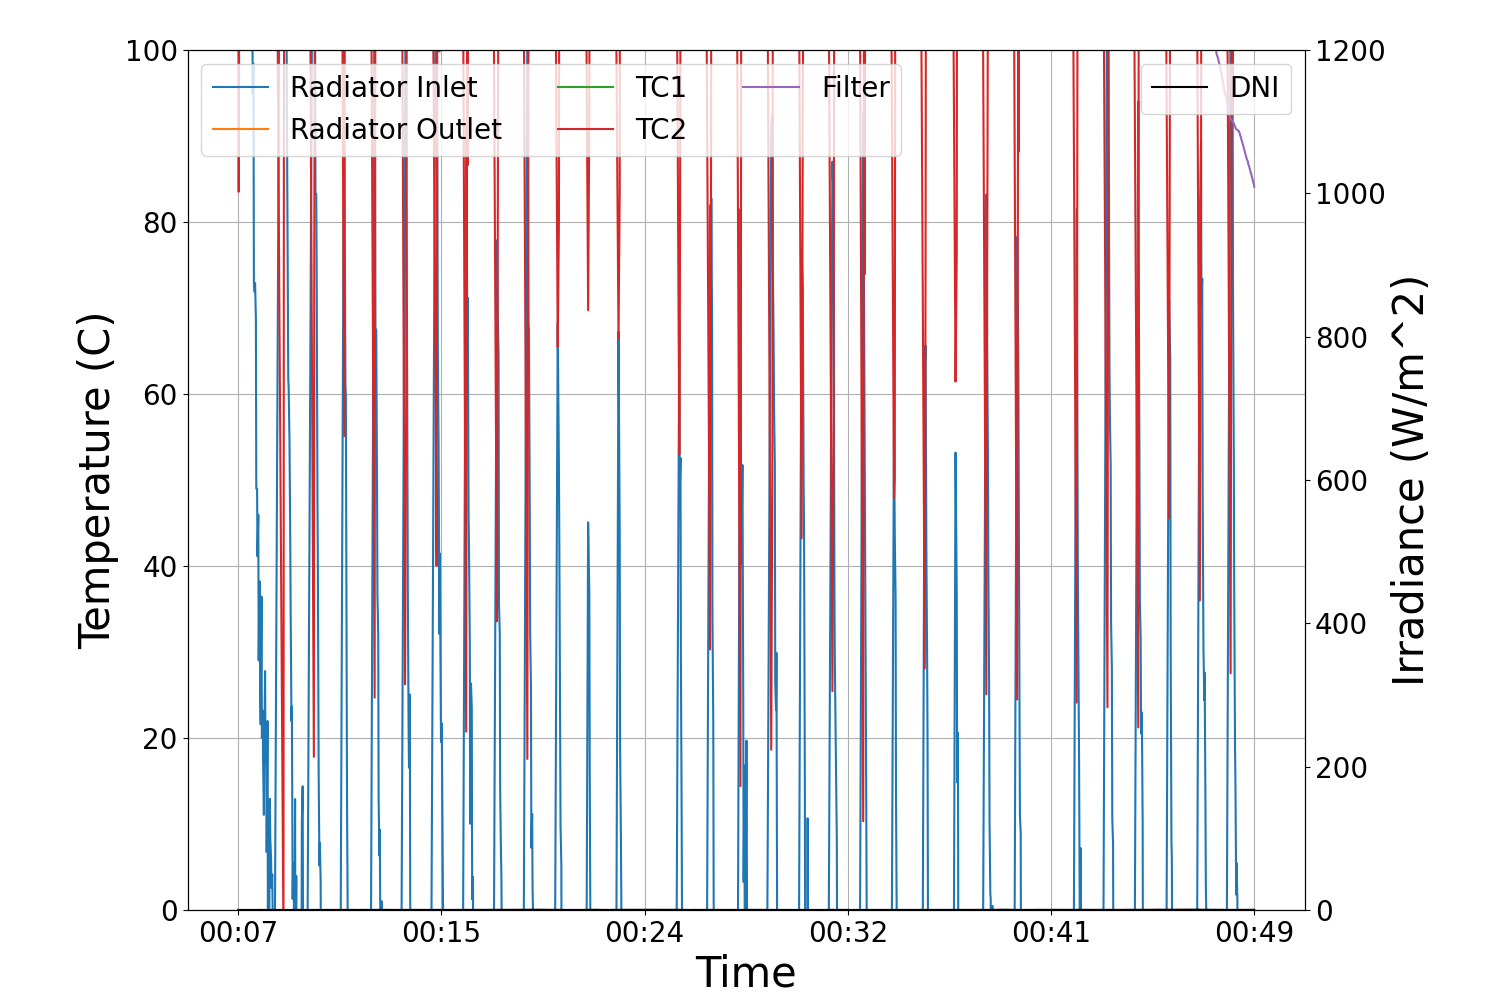 100
80
60
40
20
0
Temperature (C)
Radiator Inlet
Radiator Outlet
TC1
TC2
Filter
DNI
1200
1000
800
600
400
200
0
Irradiance (W/m^2)
00:07
00:15
00:24
00:32
00:41
00:49
Time